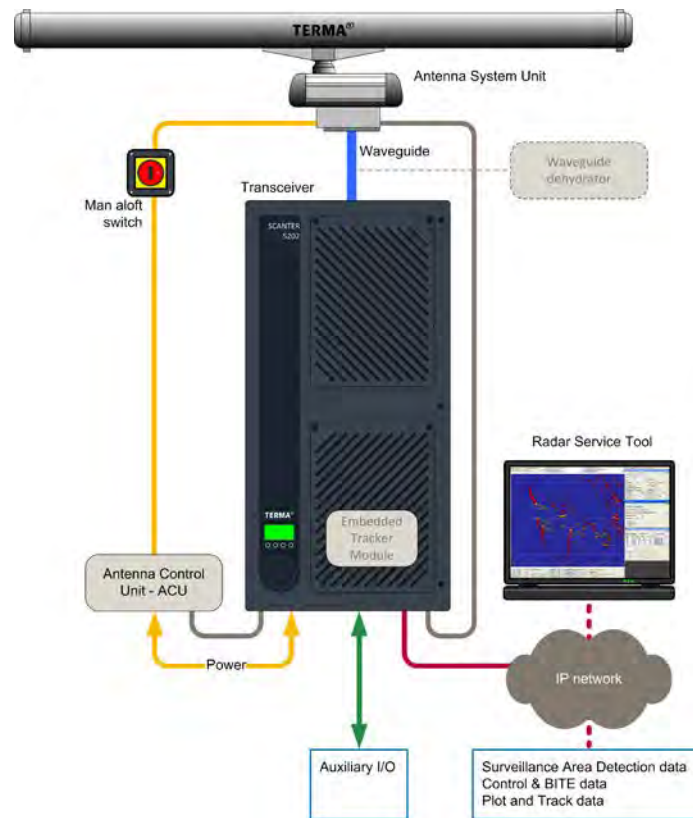 TERMA®
Antenna System Unit
Waveguide
Waveguide
dehydrator
Man aloft
switch
Transceiver
SCANTER
5202
Radar Service Tool
TERMA®
Embedded
Tracker
Module
Antenna Control
Unit - ACU
Power
IP network
Auxiliary I/O
Surveillance Area Detection data
Control & BITE data
Plot and Track data